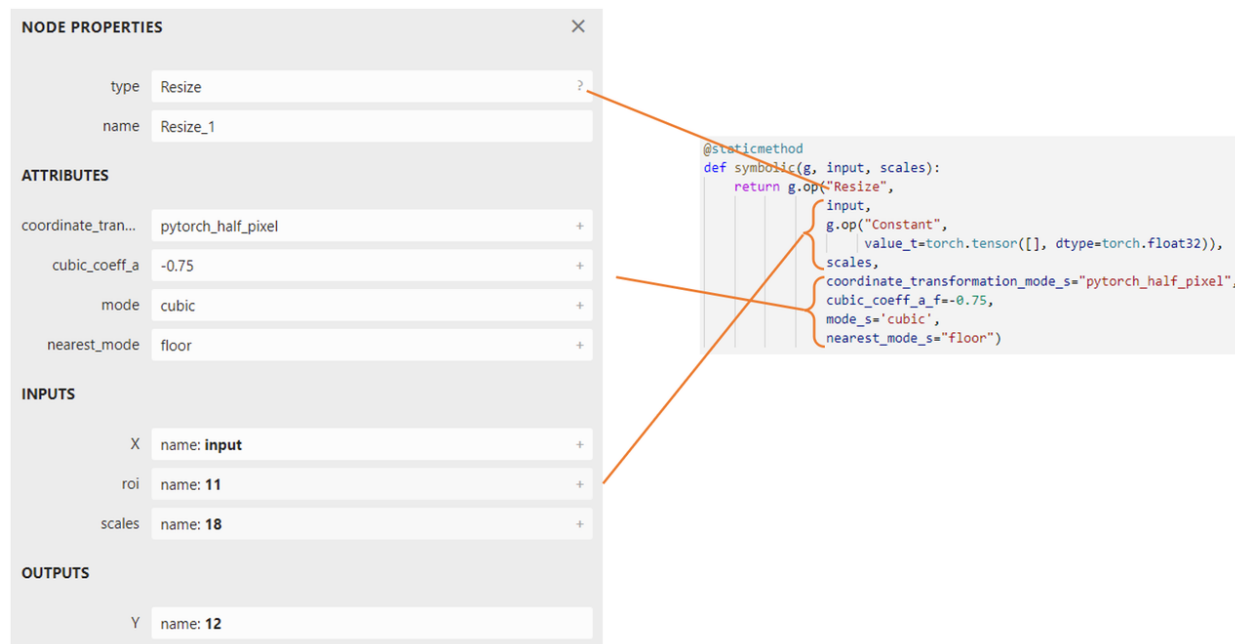 NODE PROPERTIES ×
type Resize ?
name Resize_1
ATTRIBUTES
coordinate_tran... pytorch_half_pixel +
cubic_coeff_a -0.75 +
mode cubic +
nearest_mode floor +
INPUTS
X name: input +
roi name: 11 +
scales name: 18 +
OUTPUTS
Y name: 12
@staticmethod
def symbolic(g, input, scales):
return g.op("Resize",
input,
g.op("Constant",
value_t=torch.tensor([], dtype=torch.float32)),
scales,
coordinate_transformation_mode_s="pytorch_half_pixel",
cubic_coeff_a_f=-0.75,
mode_s='cubic',
nearest_mode_s="floor")